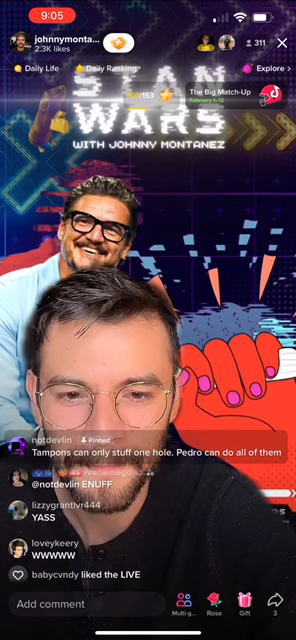 9:05
johnnymonta...
2.3K likes
311
Daily Life
Daily Ranking
Explore
STAN
/153
The Big Match-Up
February 1-12
WARS
WITH JOHNNY MONTANEZ
notdevlin Pinned
Tampons can only stuff one hole. Pedro can do all of them
@notdevlin ENUFF
lizzygrantlvr444
YASS
loveykeery
WWWWW
babycvndy liked the LIVE
Add comment
Multi-g...
Rose
Gift
3